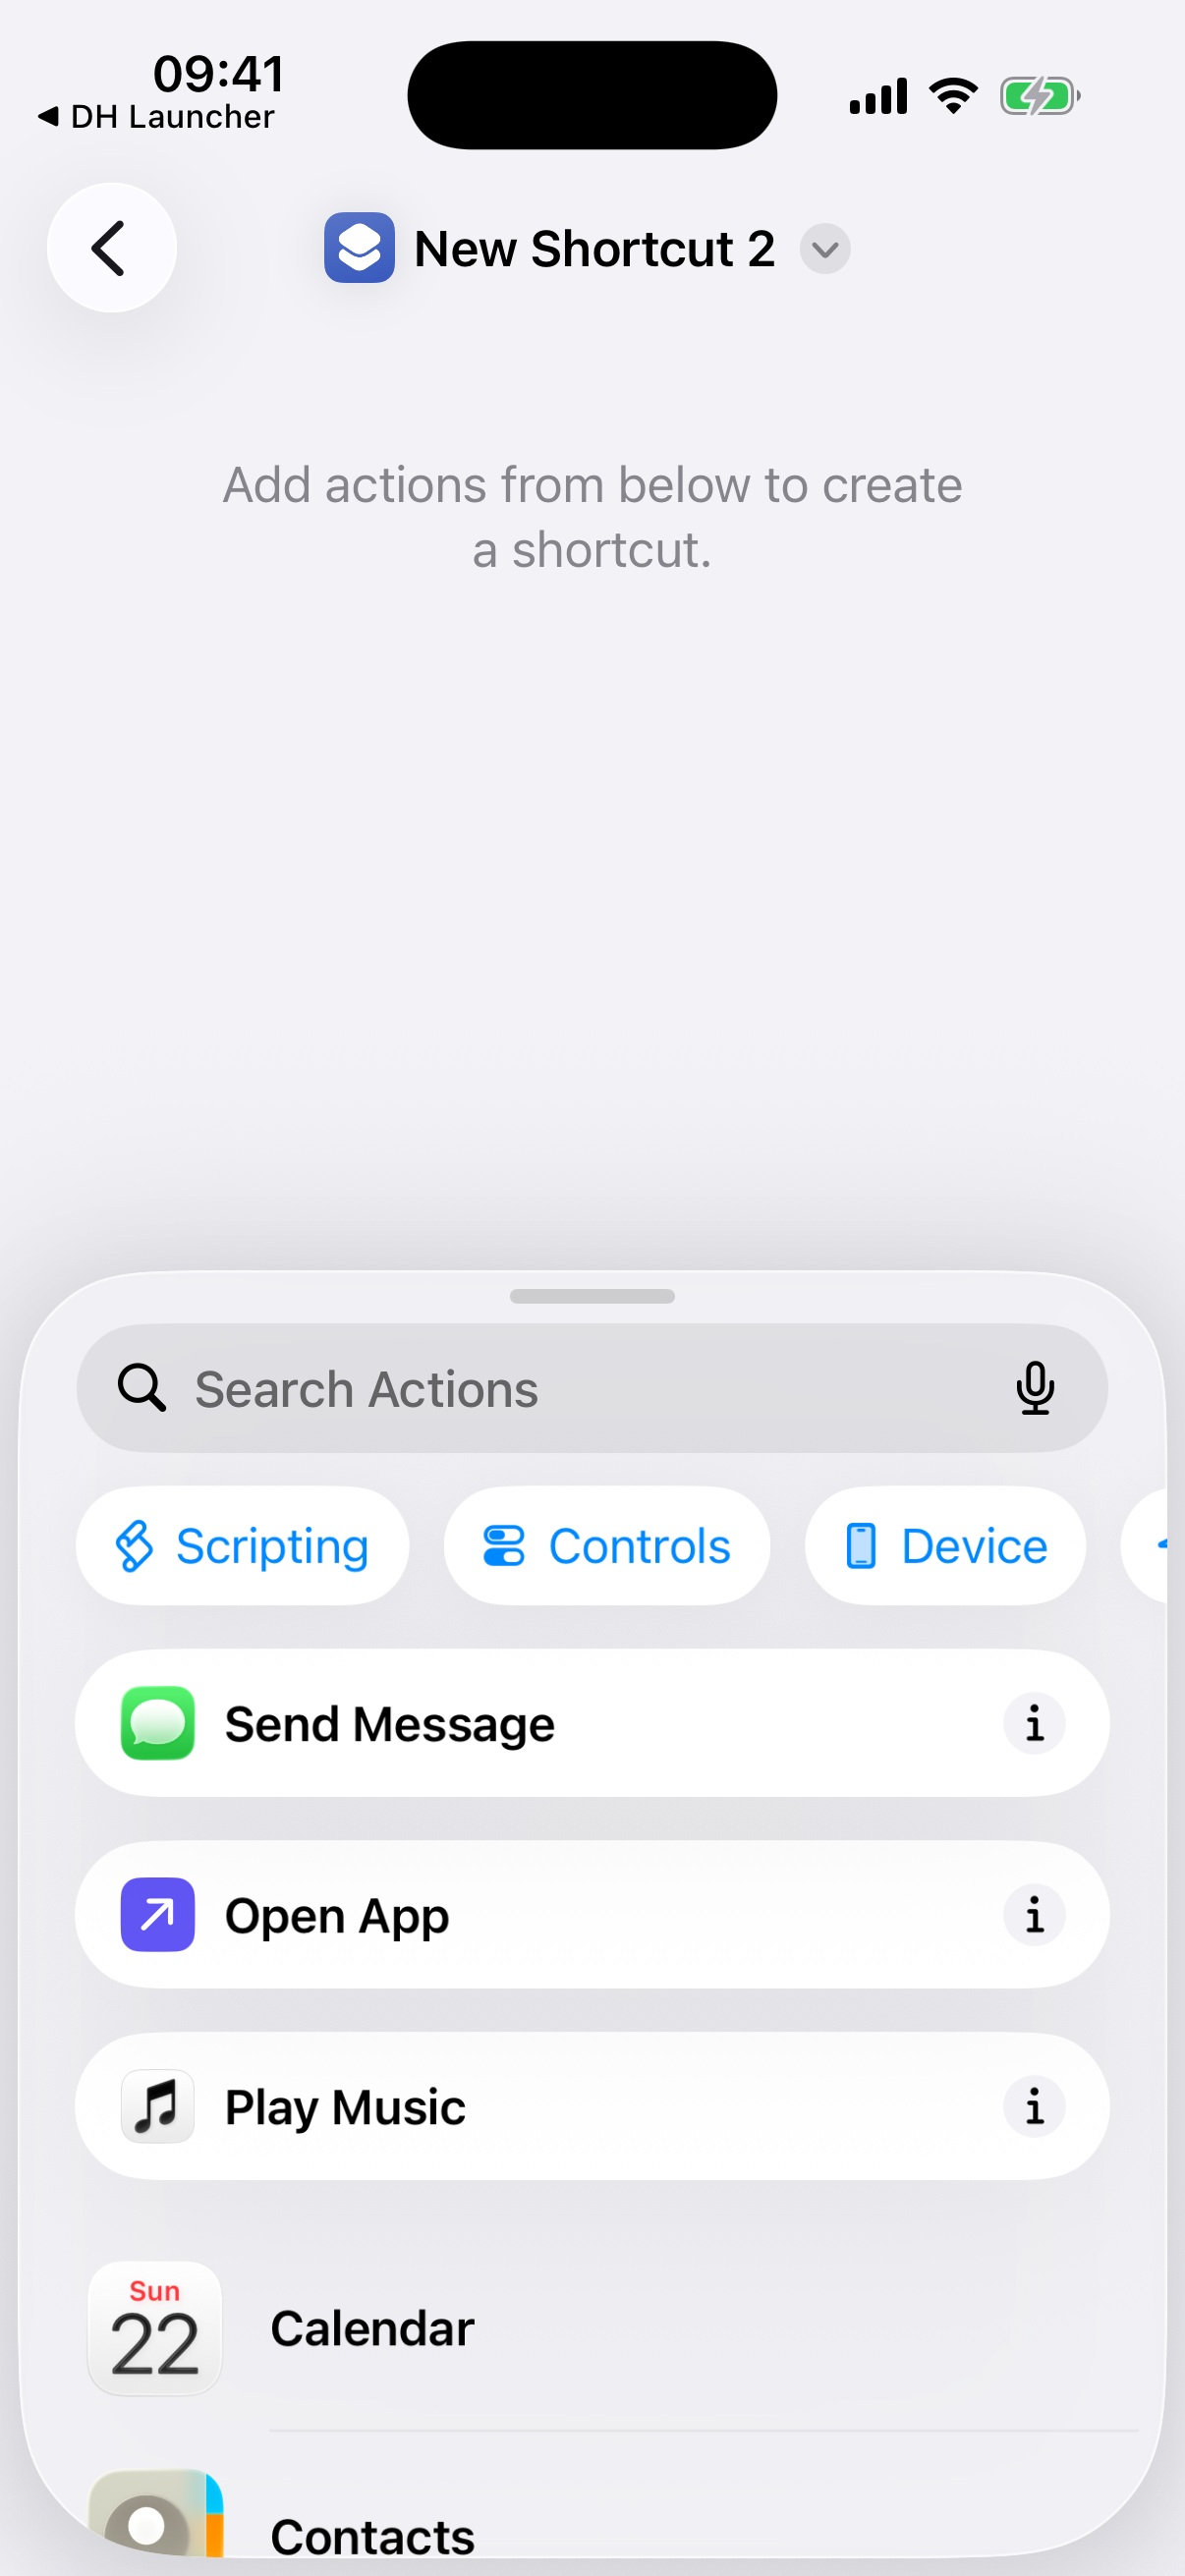 09:41
◀ DH Launcher
New Shortcut 2
Add actions from below to create
a shortcut.
Search Actions
Scripting
Controls
Device
Send Message
Open App
Play Music
Sun
22
Calendar
Contacts